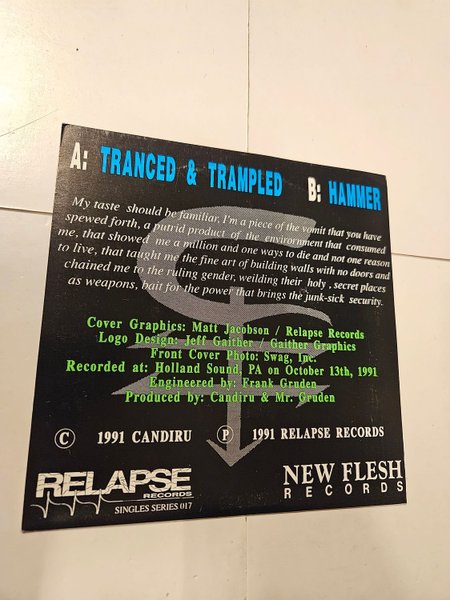 A: TRANCED & TRAMPLED B: HAMMER
My taste should be familiar, I'm a piece of the vomit that you have
spewed forth, a putrid product of the environment that consumed
me, that showed me a million and one ways to die and not one reason
to live, that taught me the fine art of building walls with no doors and
chained me to the ruling gender, weilding their holy, secret places
as weapons, bait for the power that brings the junk-sick security.
Cover Graphics: Matt Jacobson / Relapse Records
Logo Design: Jeff Gaither / Gaither Graphics
Front Cover Photo: Swag, Inc.
Recorded at: Holland Sound, PA on October 13th, 1991
Engineered by: Frank Gruden
Produced by: Candiru & Mr. Gruden
© 1991 CANDIRU ℗ 1991 RELAPSE RECORDS
RELAPSE
RECORDS
SINGLES SERIES 017
NEW FLESH
RECORDS